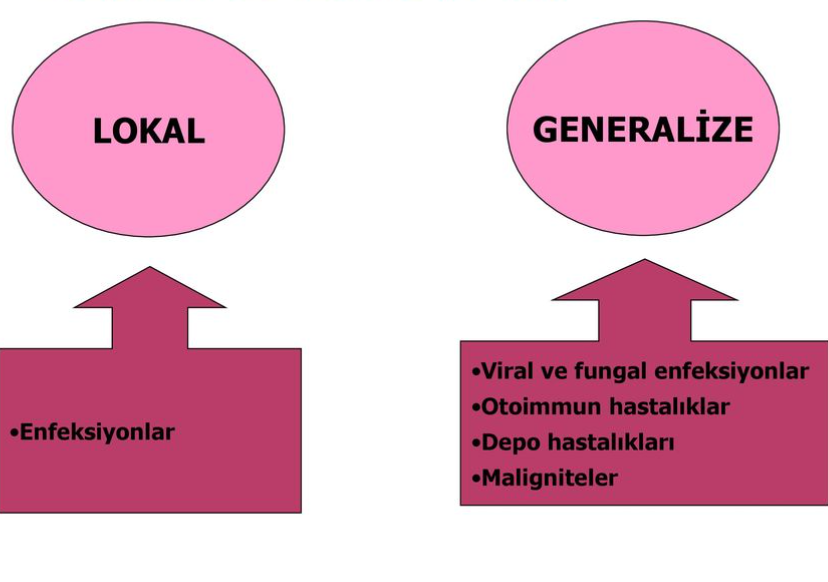 LOKAL
GENERALİZE
•Enfeksiyonlar
•Viral ve fungal enfeksiyonlar
•Otoimmun hastalıklar
•Depo hastalıkları
•Maligniteler